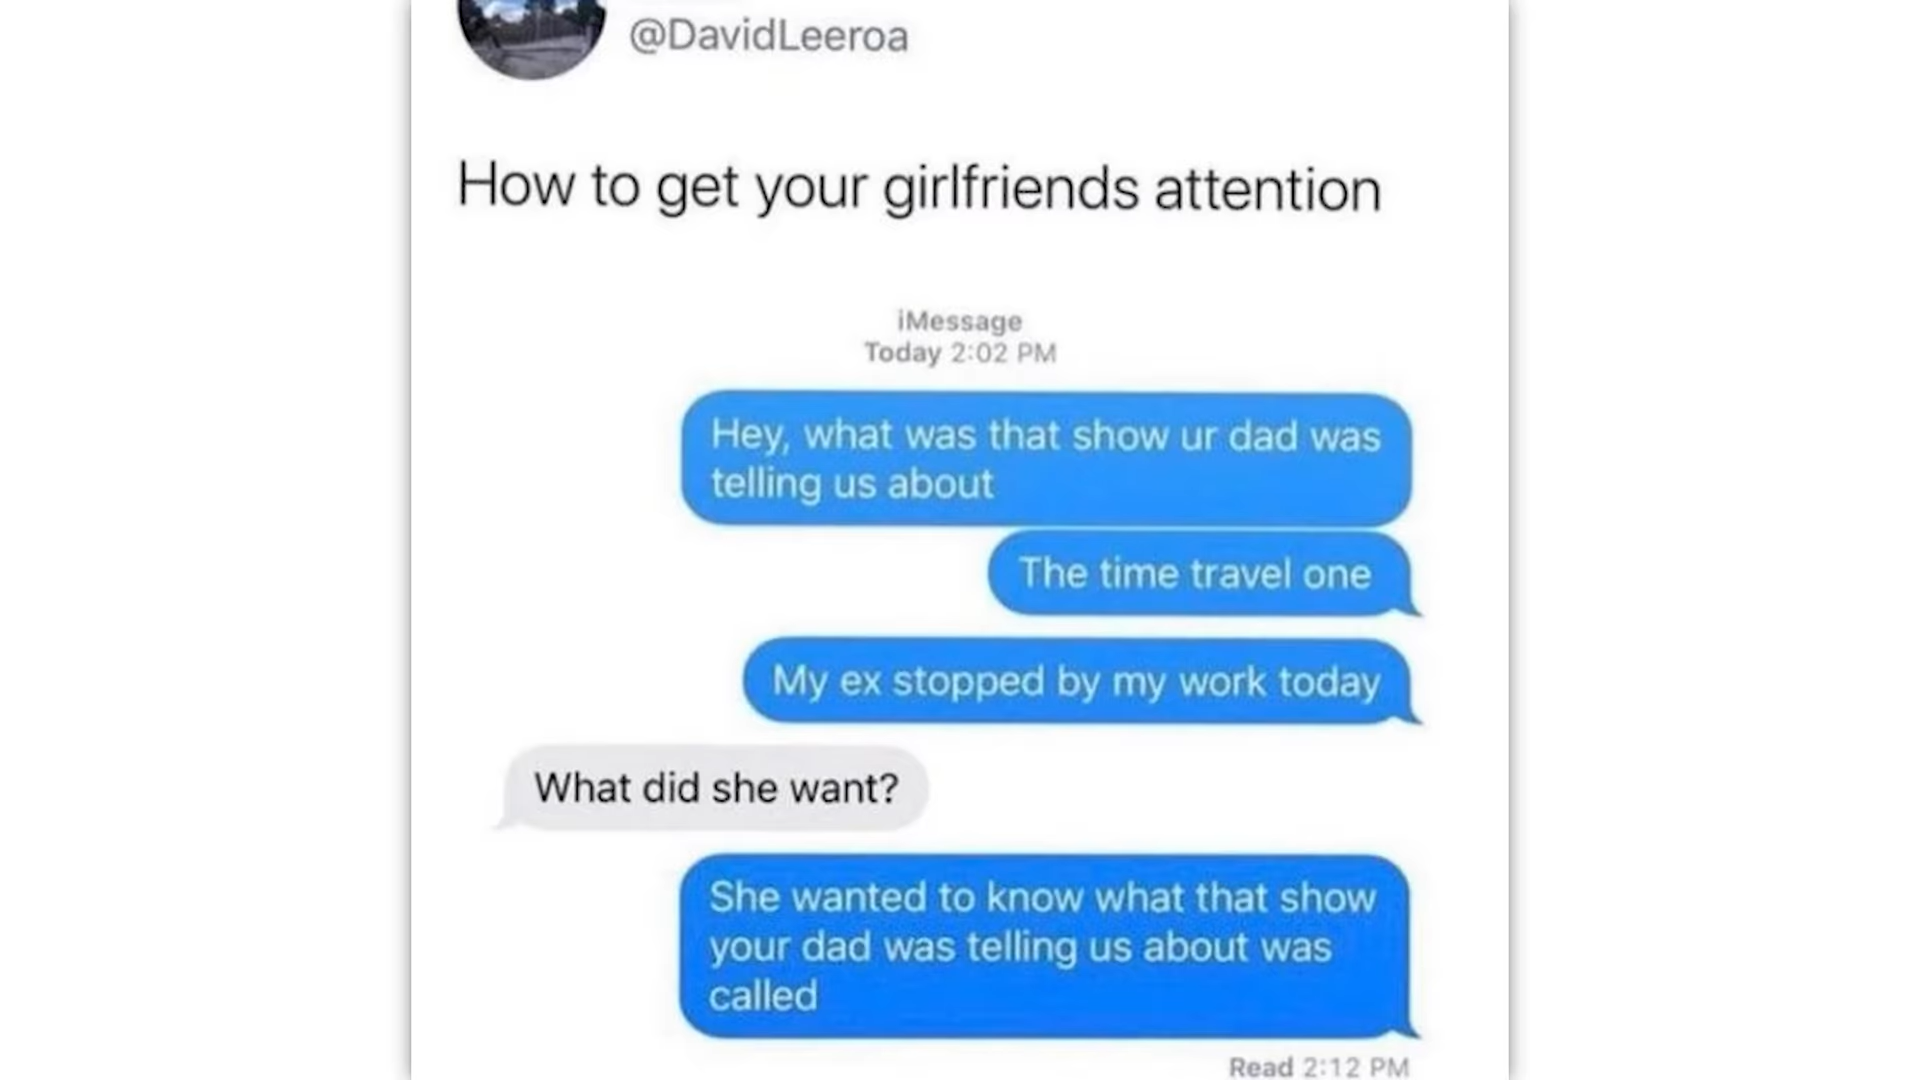 @DavidLeeroa
How to get your girlfriends attention
iMessage
Today 2:02 PM
Hey, what was that show ur dad was
telling us about
The time travel one
My ex stopped by my work today
What did she want?
She wanted to know what that show
your dad was telling us about was
called
Read 2:12 PM